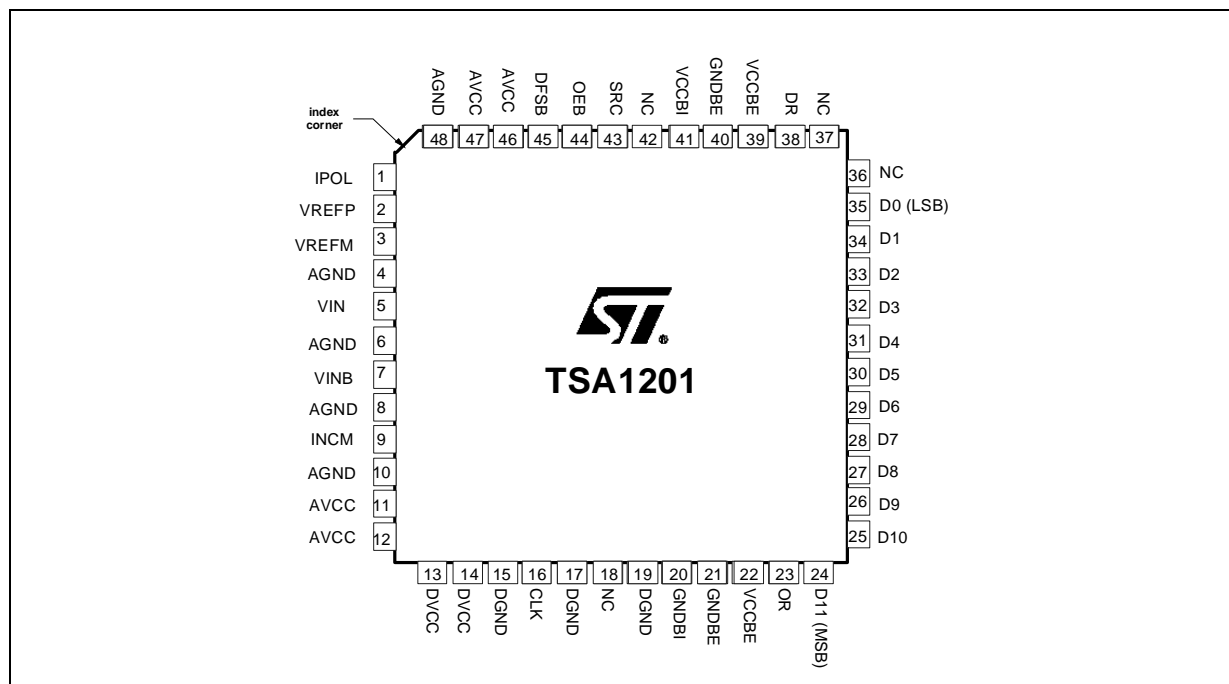 AGND AVCC AVCC DFSB OEB SRC NC VCCBI GNDBE VCCBE DR NC
index
corner
48 47 46 45 44 43 42 41 40 39 38 37
IPOL 1
VREFP 2
VREFM 3
AGND 4
VIN 5
AGND 6
VINB 7
AGND 8
INCM 9
AGND 10
AVCC 11
AVCC 12
ST®
TSA1201
36 NC
35 D0 (LSB)
34 D1
33 D2
32 D3
31 D4
30 D5
29 D6
28 D7
27 D8
26 D9
25 D10
13 14 15 16 17 18 19 20 21 22 23 24
DVCC DVCC DGND CLK DGND NC DGND GNDBI GNDBE VCCBE OR D11 (MSB)